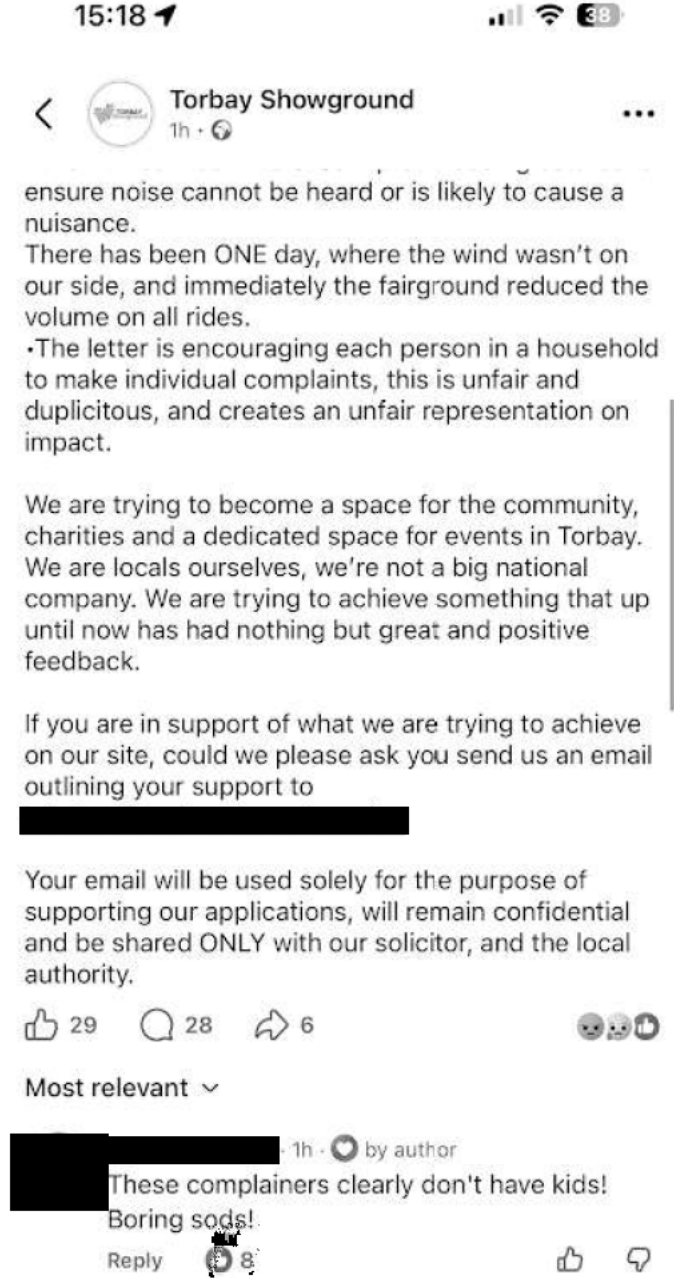 15:18
38
Torbay Showground
1h
ensure noise cannot be heard or is likely to cause a
nuisance.
There has been ONE day, where the wind wasn't on
our side, and immediately the fairground reduced the
volume on all rides.
•The letter is encouraging each person in a household
to make individual complaints, this is unfair and
duplicitous, and creates an unfair representation on
impact.
We are trying to become a space for the community,
charities and a dedicated space for events in Torbay.
We are locals ourselves, we're not a big national
company. We are trying to achieve something that up
until now has had nothing but great and positive
feedback.
If you are in support of what we are trying to achieve
on our site, could we please ask you send us an email
outlining your support to
Your email will be used solely for the purpose of
supporting our applications, will remain confidential
and be shared ONLY with our solicitor, and the local
authority.
29 28 6
Most relevant
1h · by author
These complainers clearly don't have kids!
Boring sods!
Reply 8